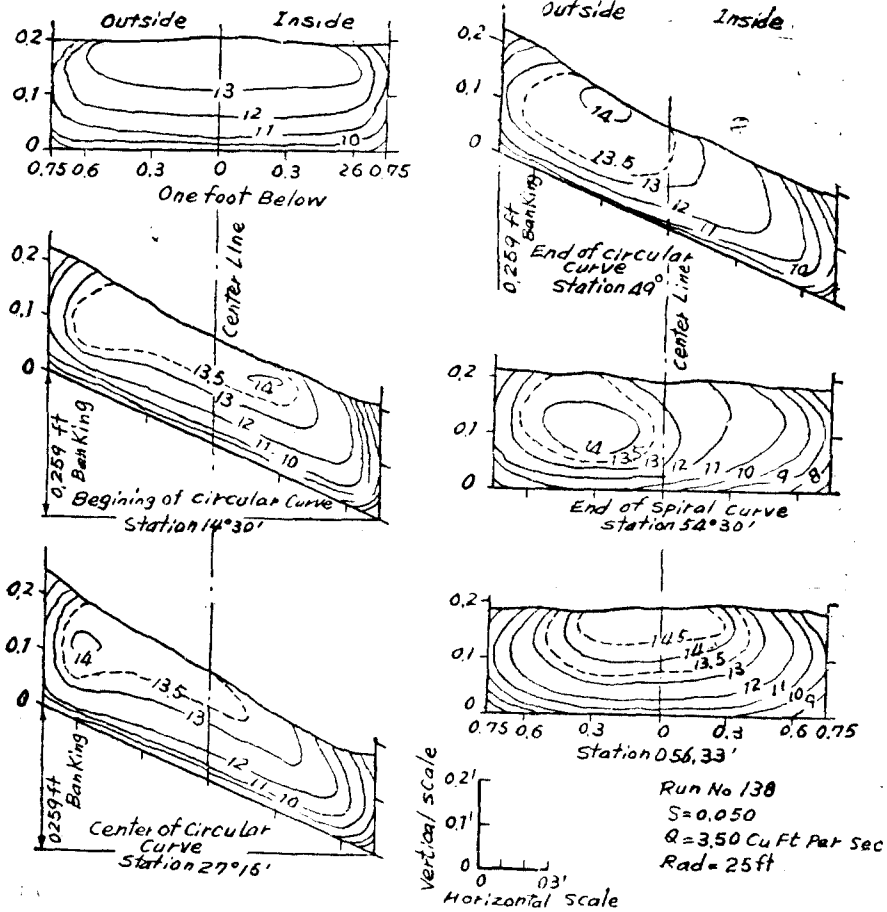 Outside Inside
0.2
0.1
0
13
12
11
10
0.75 0.6 0.3 0 0.3 26 0.75
One foot Below
Center Line
0.2
0.1
0
13.5
14
13
12
11-10
0.259 ft
Banking
Begining of Circular Curve
Station 14°30'
0.2
0.1
0
14
13.5
13
12
11-10
0259 ft
Banking
Center of Circular
Curve
Station 27°15'
Outside Inside
0.2
0.1
0
14
13.5
13
12
11
10
0.259 ft
Banking
End of circular
Curve
Station 49°
Center Line
0.2
0.1
0
14 13.5 13 12 11 10 9 8
End of Spiral Curve
Station 54°30'
0.2
0.1
0
14.5
14
13.5
13
12 11 10 9
0.75 0.6 0.3 0 0.3 0.6 0.75
Station 056,33'
Vertical Scale
0.2'
0.1'
0
0 03'
Horizontal Scale
Run No 138
S=0.050
Q=3.50 Cu Ft Per Sec
Rad=25ft